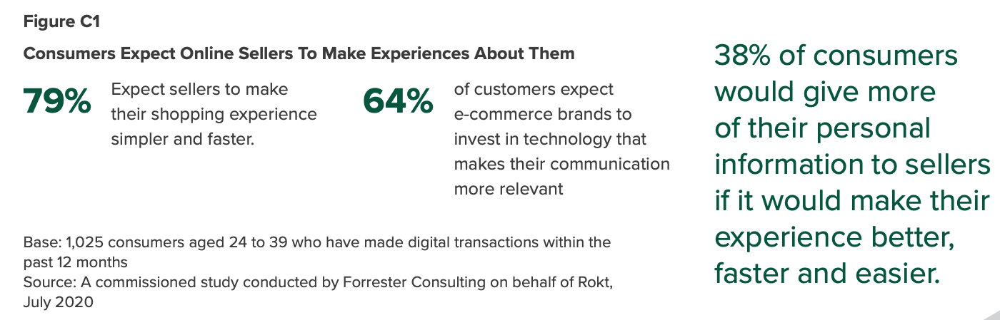 Figure C1
Consumers Expect Online Sellers To Make Experiences About Them
79%
Expect sellers to make
their shopping experience
simpler and faster.
64%
of customers expect
e-commerce brands to
invest in technology that
makes their communication
more relevant
Base: 1,025 consumers aged 24 to 39 who have made digital transactions within the
past 12 months
Source: A commissioned study conducted by Forrester Consulting on behalf of Rokt,
July 2020
38% of consumers
would give more
of their personal
information to sellers
if it would make their
experience better,
faster and easier.